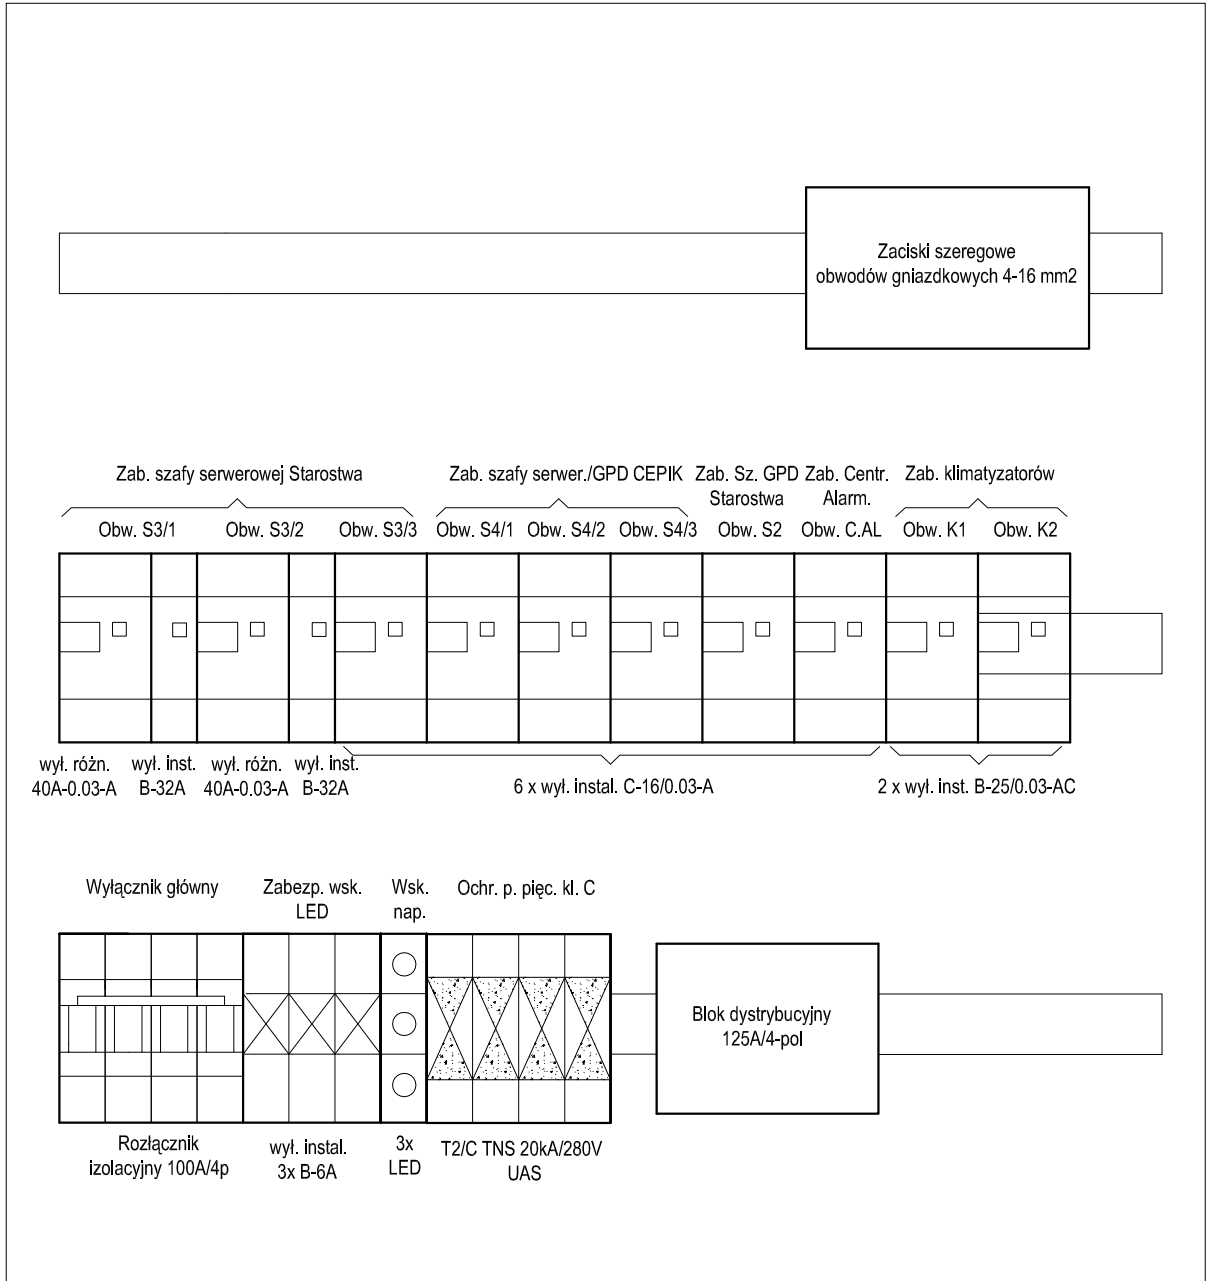 Zaciski szeregowe
obwodów gniazdkowych 4-16 mm2
Zab. szafy serwerowej Starostwa
Zab. szafy serwer./GPD CEPIK
Zab. Sz. GPD
Starostwa
Zab. Centr.
Alarm.
Zab. klimatyzatorów
Obw. S3/1
Obw. S3/2
Obw. S3/3
Obw. S4/1
Obw. S4/2
Obw. S4/3
Obw. S2
Obw. C.AL
Obw. K1
Obw. K2
wył. różn.
40A-0.03-A
wył. inst.
B-32A
wył. różn.
40A-0.03-A
wył. inst.
B-32A
6 x wył. instal. C-16/0.03-A
2 x wył. inst. B-25/0.03-AC
Wyłącznik główny
Zabezp. wsk.
LED
Wsk.
nap.
Ochr. p. pięc. kl. C
Blok dystrybucyjny
125A/4-pol
Rozłącznik
izolacyjny 100A/4p
wył. instal.
3x B-6A
3x
LED
T2/C TNS 20kA/280V
UAS